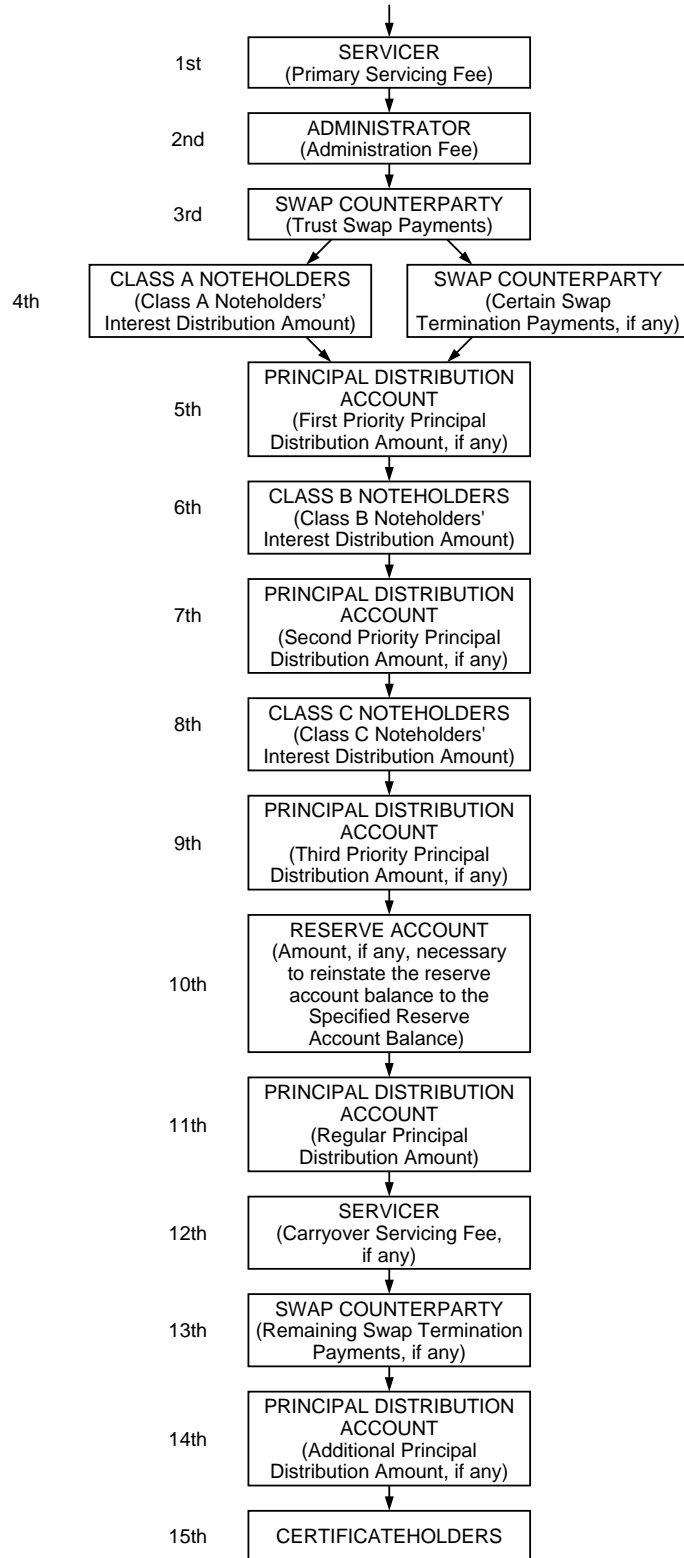 1st
SERVICER
(Primary Servicing Fee)
2nd
ADMINISTRATOR
(Administration Fee)
3rd
SWAP COUNTERPARTY
(Trust Swap Payments)
4th
CLASS A NOTEHOLDERS
(Class A Noteholders’
Interest Distribution Amount)
SWAP COUNTERPARTY
(Certain Swap
Termination Payments, if any)
5th
PRINCIPAL DISTRIBUTION
ACCOUNT
(First Priority Principal
Distribution Amount, if any)
6th
CLASS B NOTEHOLDERS
(Class B Noteholders'
Interest Distribution Amount)
7th
PRINCIPAL DISTRIBUTION
ACCOUNT
(Second Priority Principal
Distribution Amount, if any)
8th
CLASS C NOTEHOLDERS
(Class C Noteholders'
Interest Distribution Amount)
9th
PRINCIPAL DISTRIBUTION
ACCOUNT
(Third Priority Principal
Distribution Amount, if any)
10th
RESERVE ACCOUNT
(Amount, if any, necessary
to reinstate the reserve
account balance to the
Specified Reserve
Account Balance)
11th
PRINCIPAL DISTRIBUTION
ACCOUNT
(Regular Principal
Distribution Amount)
12th
SERVICER
(Carryover Servicing Fee,
if any)
13th
SWAP COUNTERPARTY
(Remaining Swap Termination
Payments, if any)
14th
PRINCIPAL DISTRIBUTION
ACCOUNT
(Additional Principal
Distribution Amount, if any)
15th
CERTIFICATEHOLDERS